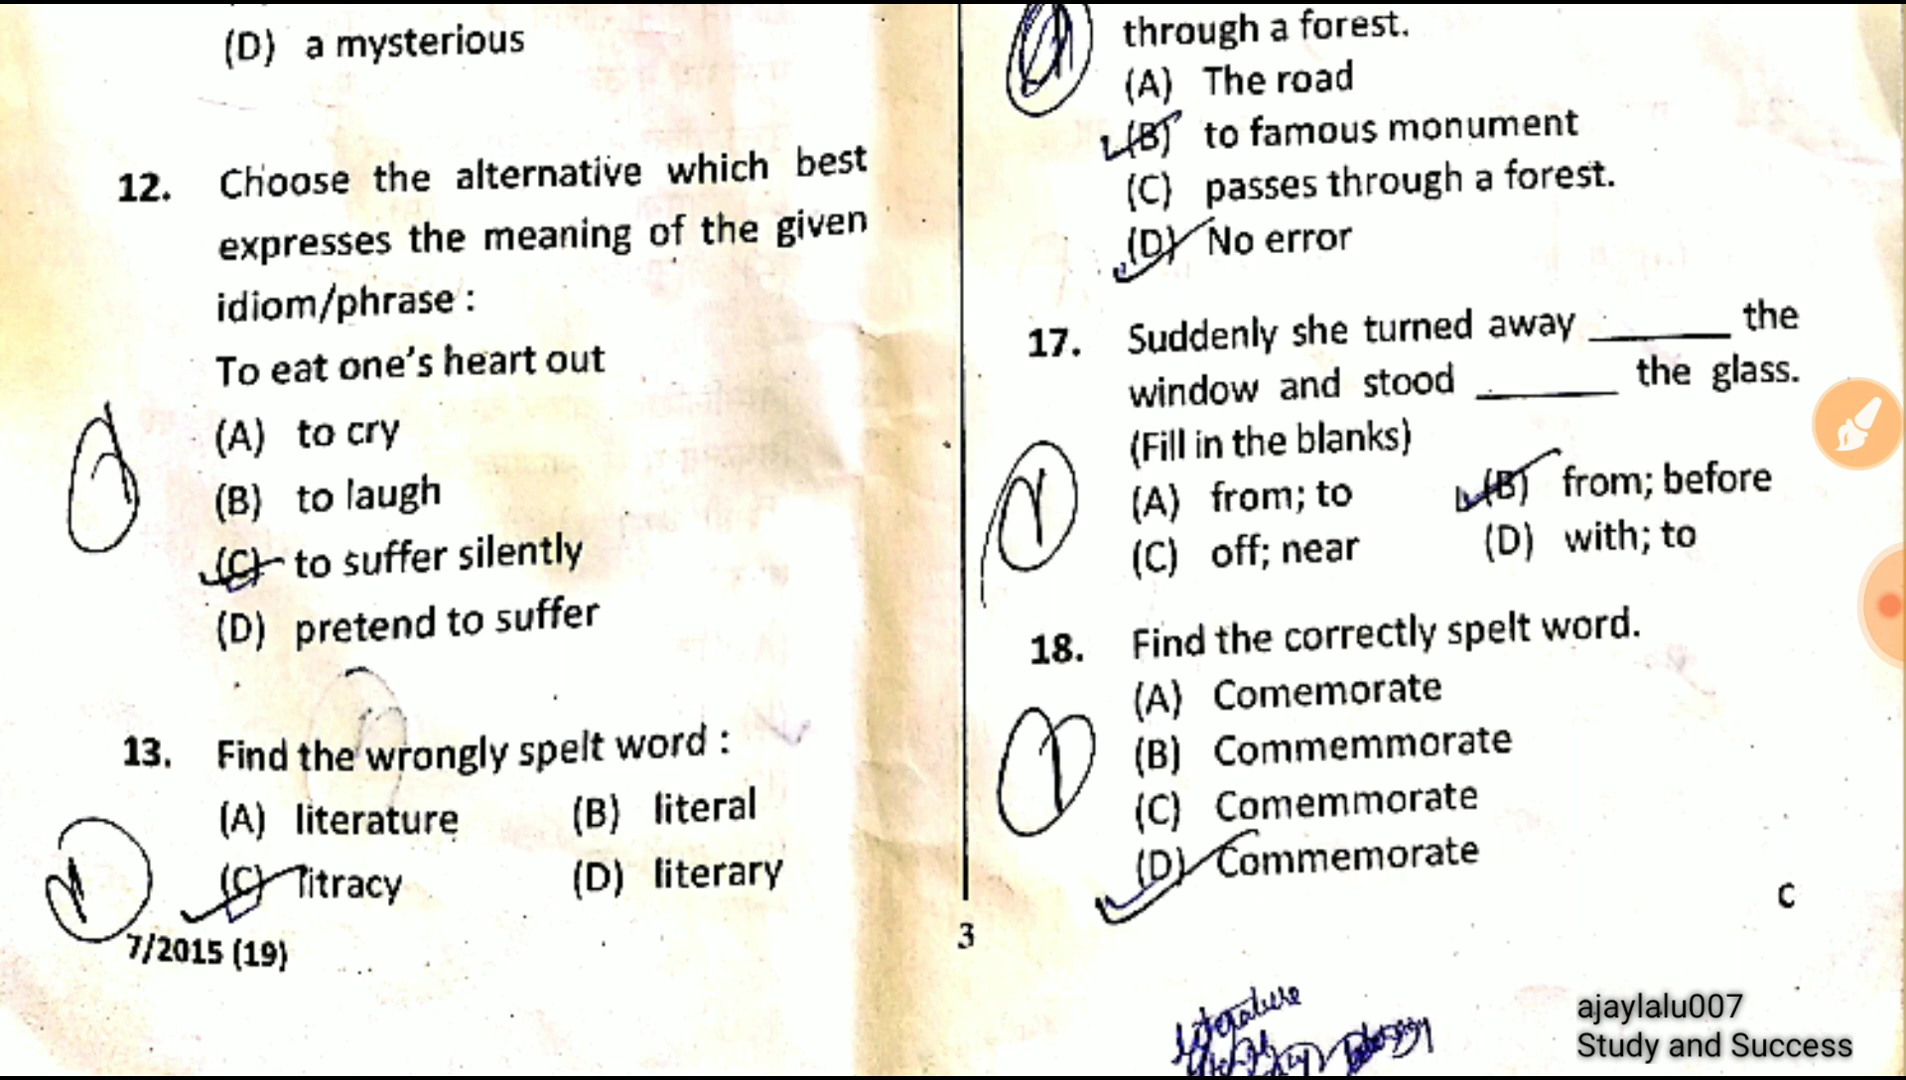 (D) a mysterious
12. Choose the alternative which best
expresses the meaning of the given
idiom/phrase :
To eat one's heart out
(A) to cry
(B) to laugh
(C) to suffer silently
(D) pretend to suffer
13. Find the wrongly spelt word :
(A) literature (B) literal
(C) litracy (D) literary
7/2015 (19)
through a forest.
(A) The road
(B) to famous monument
(C) passes through a forest.
(D) No error
17. Suddenly she turned away ______ the
window and stood ______ the glass.
(Fill in the blanks)
(A) from; to (B) from; before
(C) off; near (D) with; to
18. Find the correctly spelt word.
(A) Comemorate
(B) Commemmorate
(C) Comemmorate
(D) Commemorate
C
3
Literature
ajaylalu007
Study and Success